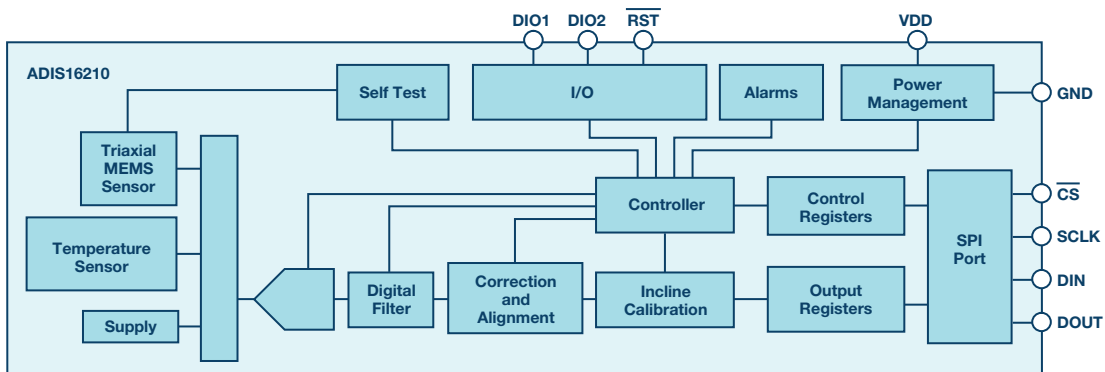 DIO1 DIO2 RST VDD
ADIS16210
Self Test
I/O
Alarms
Power
Management
GND
Triaxial
MEMS
Sensor
Controller
Control
Registers
SPI
Port
CS
SCLK
DIN
DOUT
Temperature
Sensor
Supply
Digital
Filter
Correction
and
Alignment
Incline
Calibration
Output
Registers